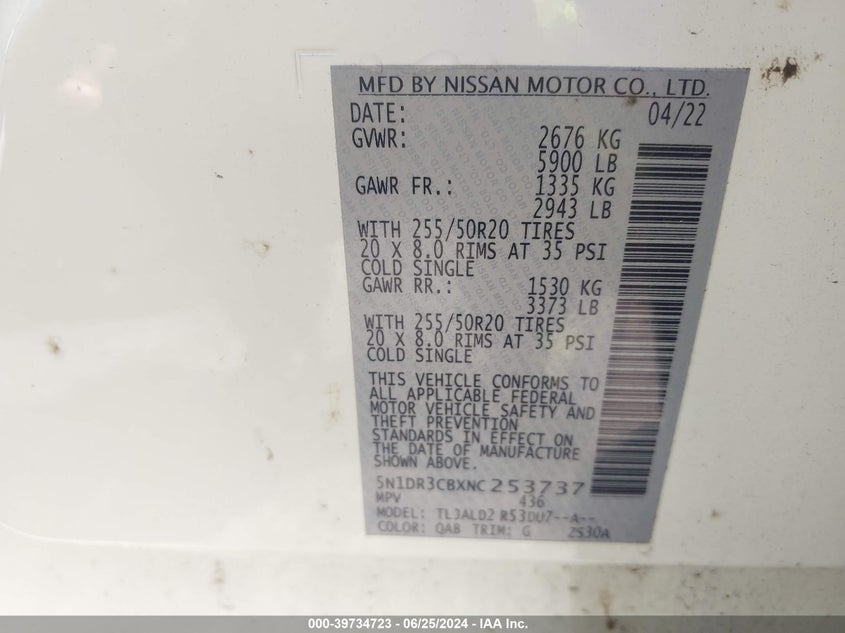 MFD BY NISSAN MOTOR CO., LTD.
DATE: 04/22
GVWR: 2676 KG
5900 LB
GAWR FR.: 1335 KG
2943 LB
WITH 255/50R20 TIRES
20 X 8.0 RIMS AT 35 PSI
COLD SINGLE
GAWR RR.: 1530 KG
3373 LB
WITH 255/50R20 TIRES
20 X 8.0 RIMS AT 35 PSI
COLD SINGLE
THIS VEHICLE CONFORMS TO
ALL APPLICABLE FEDERAL
MOTOR VEHICLE SAFETY AND
THEFT PREVENTION
STANDARDS IN EFFECT ON
THE DATE OF MANUFACTURE
SHOWN ABOVE.
5N1DR3CBXNC253737
MPV 436
MODEL: TLJALD2 R53DUZ--A--
COLOR: QAB TRIM: G 2S30A
000-39734723 - 06/25/2024 - IAA Inc.